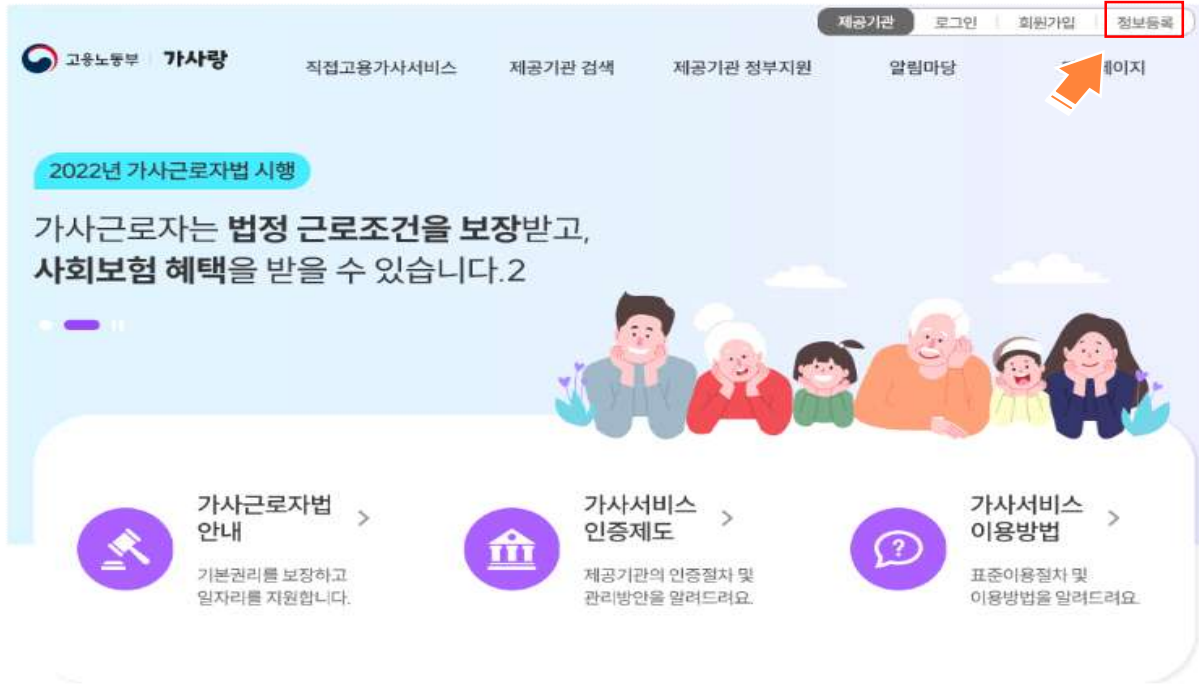 제공기관 로그인 회원가입 정보등록
고용노동부 가사랑
직접고용가사서비스 제공기관 검색 제공기관 정부지원 알림마당 페이지
2022년 가사근로자법 시행
가사근로자는 법정 근로조건을 보장받고,
사회보험 혜택을 받을 수 있습니다.2
가사근로자법
안내
기본권리를 보장하고
일자리를 지원합니다.
가사서비스
인증제도
제공기관의 인증절차 및
관리방안을 알려드려요.
가사서비스
이용방법
표준이용절차 및
이용방법을 알려드려요.